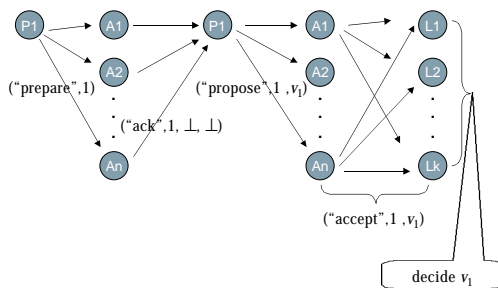 P1 A1 P1 A1 L1
A2 A2 L2
("prepare",1) ("propose",1 ,v₁)
("ack",1, ⊥, ⊥)
An An Lk
("accept",1 ,v₁)
decide v₁